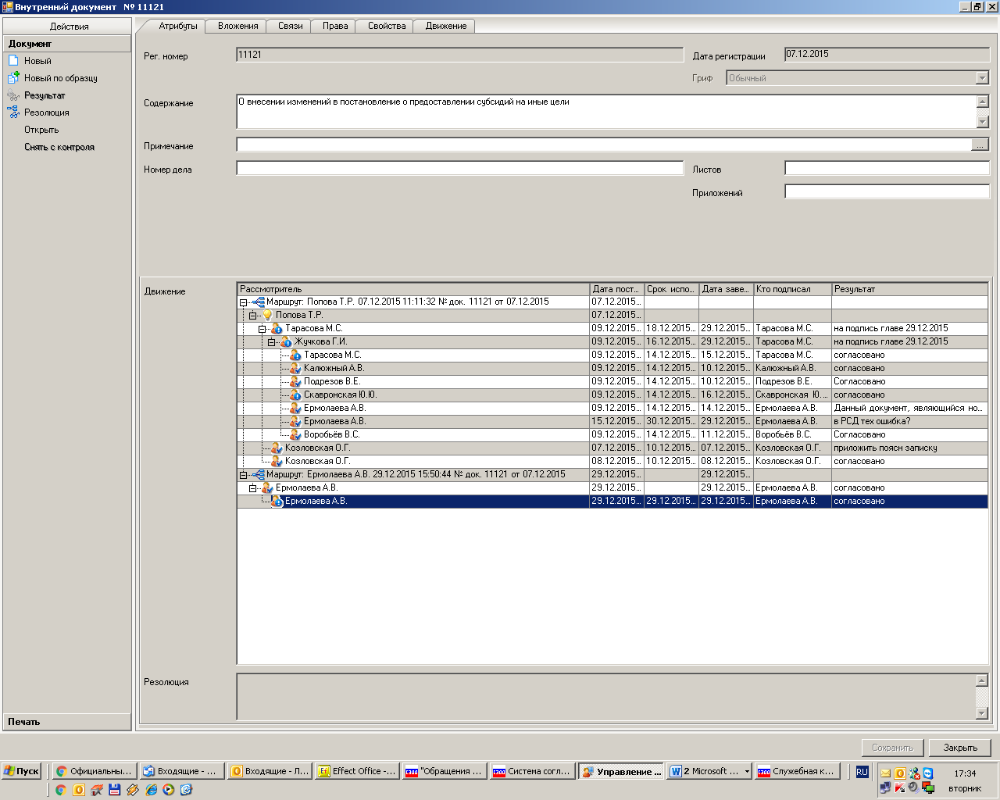 Внутренний документ № 11121
Действия
Документ
Новый
Новый по образцу
Результат
Резолюция
Открыть
Снять с контроля
Печать
Атрибуты Вложения Связи Права Свойства Движение
Рег. номер 11121 Дата регистрации 07.12.2015
Гриф Обычный
Содержание О внесении изменений в постановление о предоставлении субсидий на иные цели
Примечание ...
Номер дела Листов
Приложений
Движение
Рассмотритель Дата пост... Срок испо... Дата заве... Кто подписал Результат
Маршрут: Попова Т.Р. 07.12.2015 11:11:32 № док. 11121 от 07.12.2015 07.12.2015...
Попова Т.Р. 07.12.2015...
Тарасова М.С. 09.12.2015... 18.12.2015... 29.12.2015... Тарасова М.С. на подпись главе 29.12.2015
Жучкова Г.И. 09.12.2015... 16.12.2015... 29.12.2015... Тарасова М.С. на подпись главе 29.12.2015
Тарасова М.С. 09.12.2015... 14.12.2015... 15.12.2015... Тарасова М.С. согласовано
Калюжный А.В. 09.12.2015... 14.12.2015... 10.12.2015... Калюжный А.В. согласовано
Подрезов В.Е. 09.12.2015... 14.12.2015... 10.12.2015... Подрезов В.Е. Согласовано
Скавронская Ю.Ю. 09.12.2015... 14.12.2015... 16.12.2015... Скавронская Ю.... согласовано
Ермолаева А.В. 09.12.2015... 14.12.2015... 14.12.2015... Ермолаева А.В. Данный документ, являющийся но...
Ермолаева А.В. 15.12.2015... 30.12.2015... 29.12.2015... Ермолаева А.В. в РСД тех ошибка?
Воробьёв В.С. 09.12.2015... 14.12.2015... 11.12.2015... Воробьёв В.С. Согласовано
Козловская О.Г. 07.12.2015... 10.12.2015... 07.12.2015... Козловская О.Г. приложить поясн записку
Козловская О.Г. 08.12.2015... 10.12.2015... 08.12.2015... Козловская О.Г. согласовано
Маршрут: Ермолаева А.В. 29.12.2015 15:50:44 № док. 11121 от 07.12.2015 29.12.2015... 29.12.2015...
Ермолаева А.В. 29.12.2015... 29.12.2015... Ермолаева А.В. согласовано
Ермолаева А.В. 29.12.2015... 29.12.2015... 29.12.2015... Ермолаева А.В. согласовано
Резолюция
Сохранить Закрыть
Пуск Официальны... Входящие - ... Входящие - Л... Effect Office - ... "Обращения ... Система согл... Управление ... 2 Microsoft ... Служебная к... RU 17:34
вторник